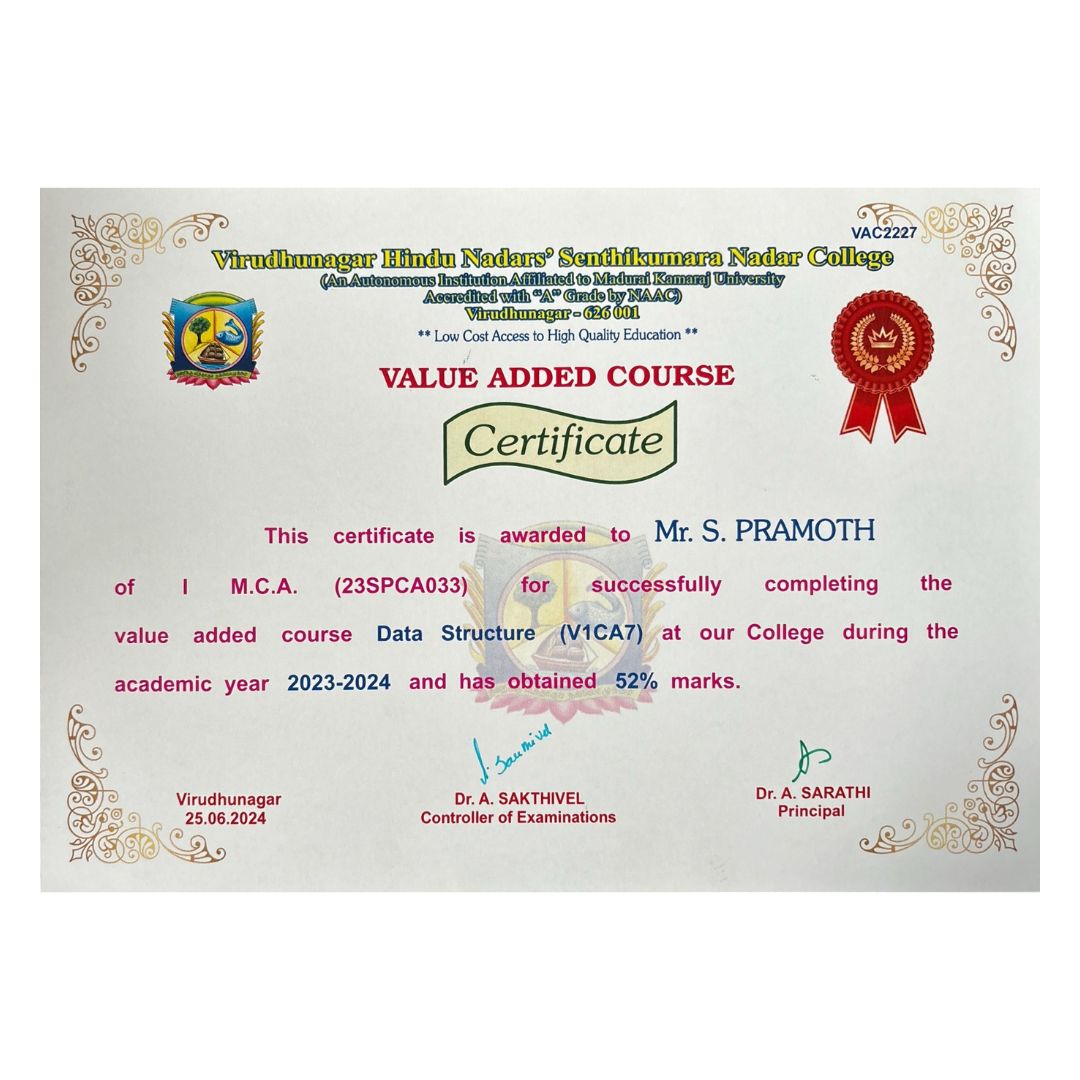 VAC2227
Virudhunagar Hindu Nadars’ Senthikumara Nadar College
(An Autonomous Institution Affiliated to Madurai Kamaraj University
Accredited with “A” Grade by NAAC)
Virudhunagar - 626 001
** Low Cost Access to High Quality Education **
VALUE ADDED COURSE
Certificate
This certificate is awarded to Mr. S. PRAMOTH
of I M.C.A. (23SPCA033) for successfully completing the
value added course Data Structure (V1CA7) at our College during the
academic year 2023-2024 and has obtained 52% marks.
Virudhunagar
25.06.2024
Dr. A. SAKTHIVEL
Controller of Examinations
Dr. A. SARATHI
Principal